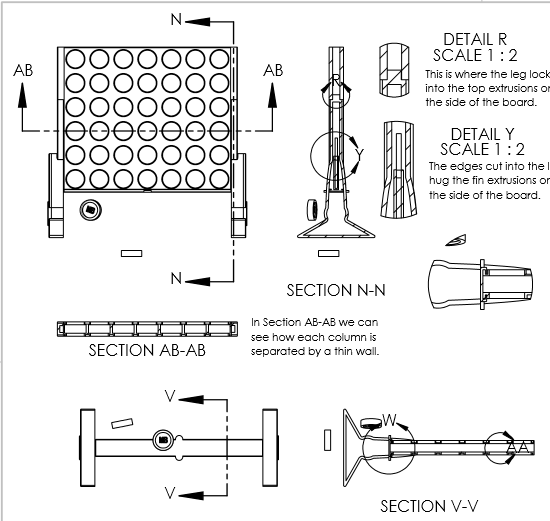 N
DETAIL R
SCALE 1 : 2
AB
AB
R
This is where the leg lock
into the top extrusions or
the side of the board.
DETAIL Y
SCALE 1 : 2
Y
The edges cut into the l
hug the fin extrusions or
the side of the board.
N
SECTION N-N
In Section AB-AB we can
see how each column is
separated by a thin wall.
SECTION AB-AB
V
W
AA
V
SECTION V-V